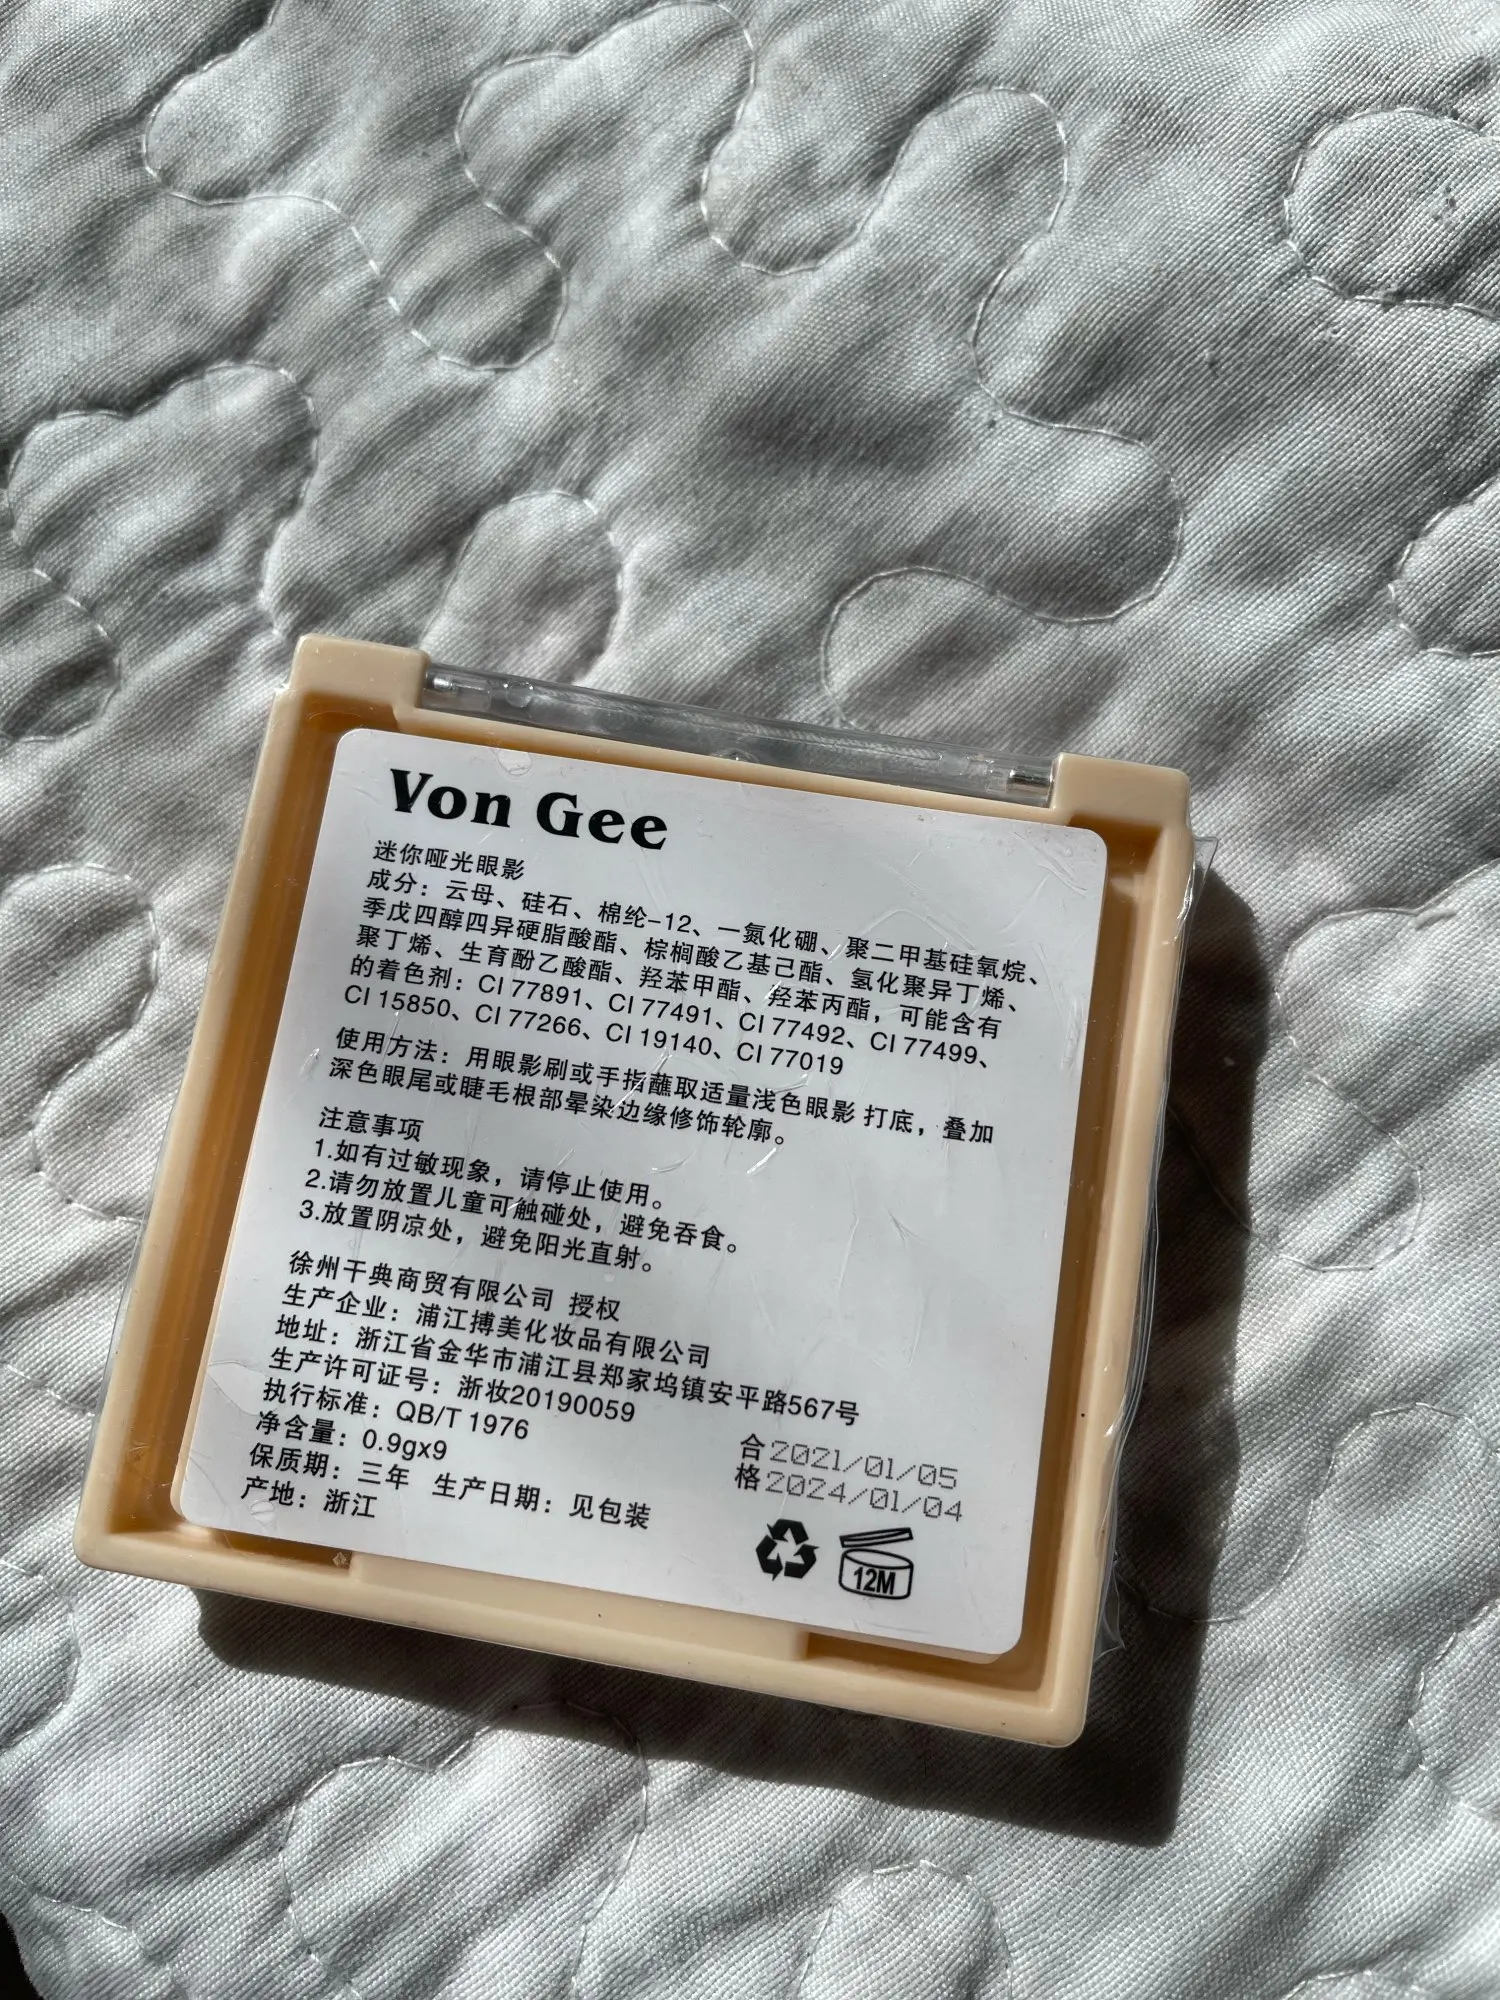 Von Gee
迷你哑光眼影
成分：云母、硅石、棉纶-12、一氮化硼、聚二甲基硅氧烷、
季戊四醇四异硬脂酸酯、棕榈酸乙基己酯、氢化聚异丁烯、
聚丁烯、生育酚乙酸酯、羟苯甲酯、羟苯丙酯，可能含有
的着色剂：CI 77891、CI 77491、CI 77492、CI 77499、
CI 15850、CI 77266、CI 19140、CI 77019
使用方法：用眼影刷或手指蘸取适量浅色眼影 打底，叠加
深色眼尾或睫毛根部晕染边缘修饰轮廓。
注意事项
1.如有过敏现象，请停止使用。
2.请勿放置儿童可触碰处，避免吞食。
3.放置阴凉处，避免阳光直射。
徐州干典商贸有限公司 授权
生产企业：浦江搏美化妆品有限公司
地址：浙江省金华市浦江县郑家坞镇安平路567号
生产许可证号：浙妆20190059
执行标准：QB/T 1976
净含量：0.9gx9
保质期：三年 生产日期：见包装
产地：浙江
合 2021/01/05
格 2024/01/04
12M